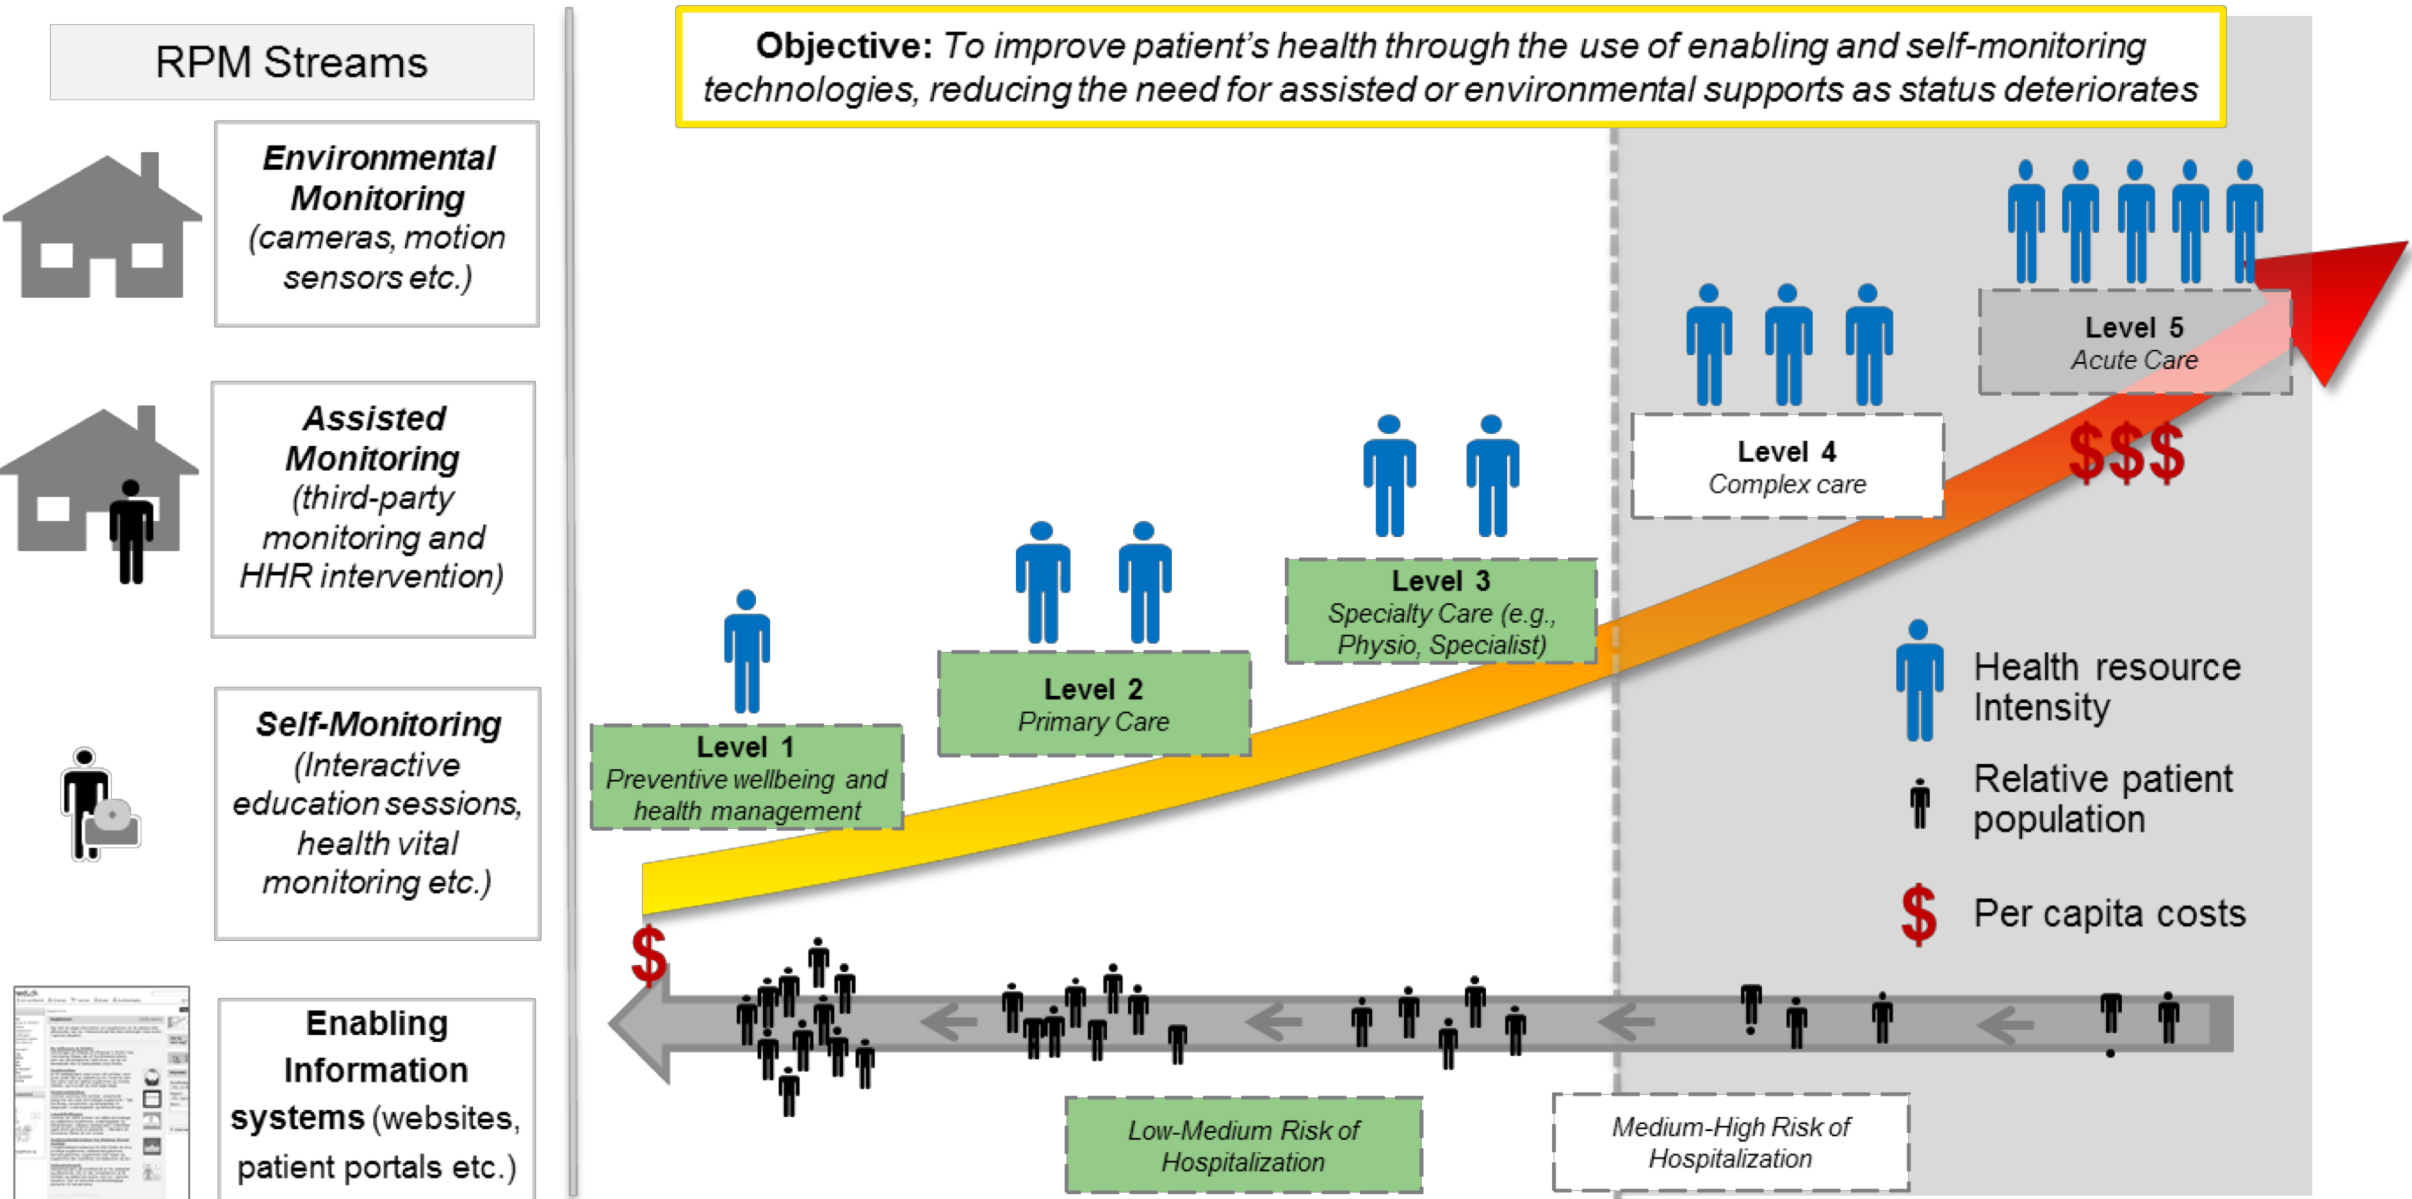 RPM Streams
Environmental
Monitoring
(cameras, motion
sensors etc.)
Assisted
Monitoring
(third-party
monitoring and
HHR intervention)
Self-Monitoring
(Interactive
education sessions,
health vital
monitoring etc.)
Enabling
Information
systems (websites,
patient portals etc.)
Objective: To improve patient's health through the use of enabling and self-monitoring
technologies, reducing the need for assisted or environmental supports as status deteriorates
Level 1
Preventive wellbeing and
health management
Level 2
Primary Care
Level 3
Specialty Care (e.g.,
Physio, Specialist)
Level 4
Complex care
Level 5
Acute Care
$$$
$
Health resource
Intensity
Relative patient
population
$ Per capita costs
Low-Medium Risk of
Hospitalization
Medium-High Risk of
Hospitalization